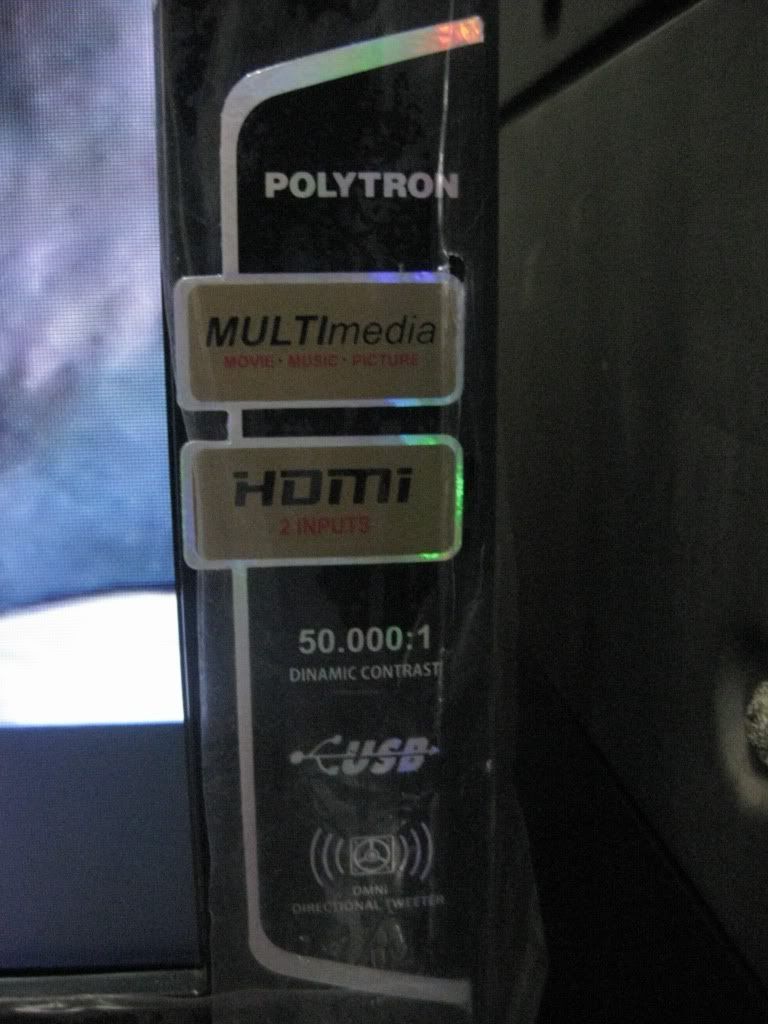 POLYTRON
MULTImedia
MOVIE · MUSIC · PICTURE
HDMI
2 INPUTS
50.000:1
DINAMIC CONTRAST
USB
OMNI
DIRECTIONAL TWEETER